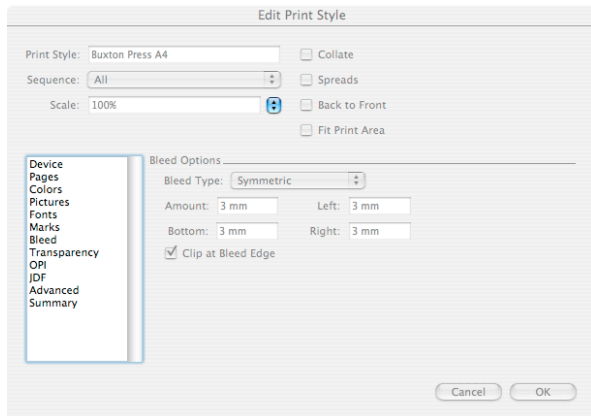 Edit Print Style
Print Style: Buxton Press A4
Collate
Sequence: All
Spreads
Scale: 100%
Back to Front
Fit Print Area
Device
Pages
Colors
Pictures
Fonts
Marks
Bleed
Transparency
OPI
JDF
Advanced
Summary
Bleed Options
Bleed Type: Symmetric
Amount: 3 mm Left: 3 mm
Bottom: 3 mm Right: 3 mm
Clip at Bleed Edge
Cancel OK